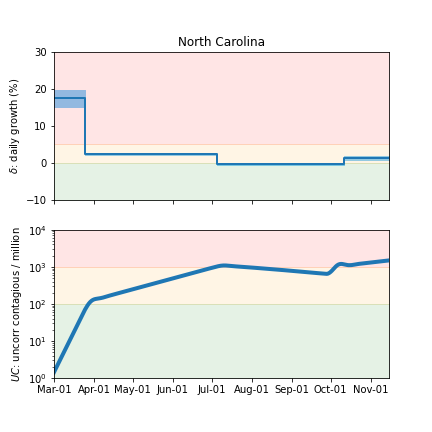 North Carolina
30
20
10
0
−10
δ: daily growth (%)
10⁴
10³
10²
10¹
10⁰
UC: uncorr contagious / million
Mar-01 Apr-01 May-01 Jun-01 Jul-01 Aug-01 Sep-01 Oct-01 Nov-01